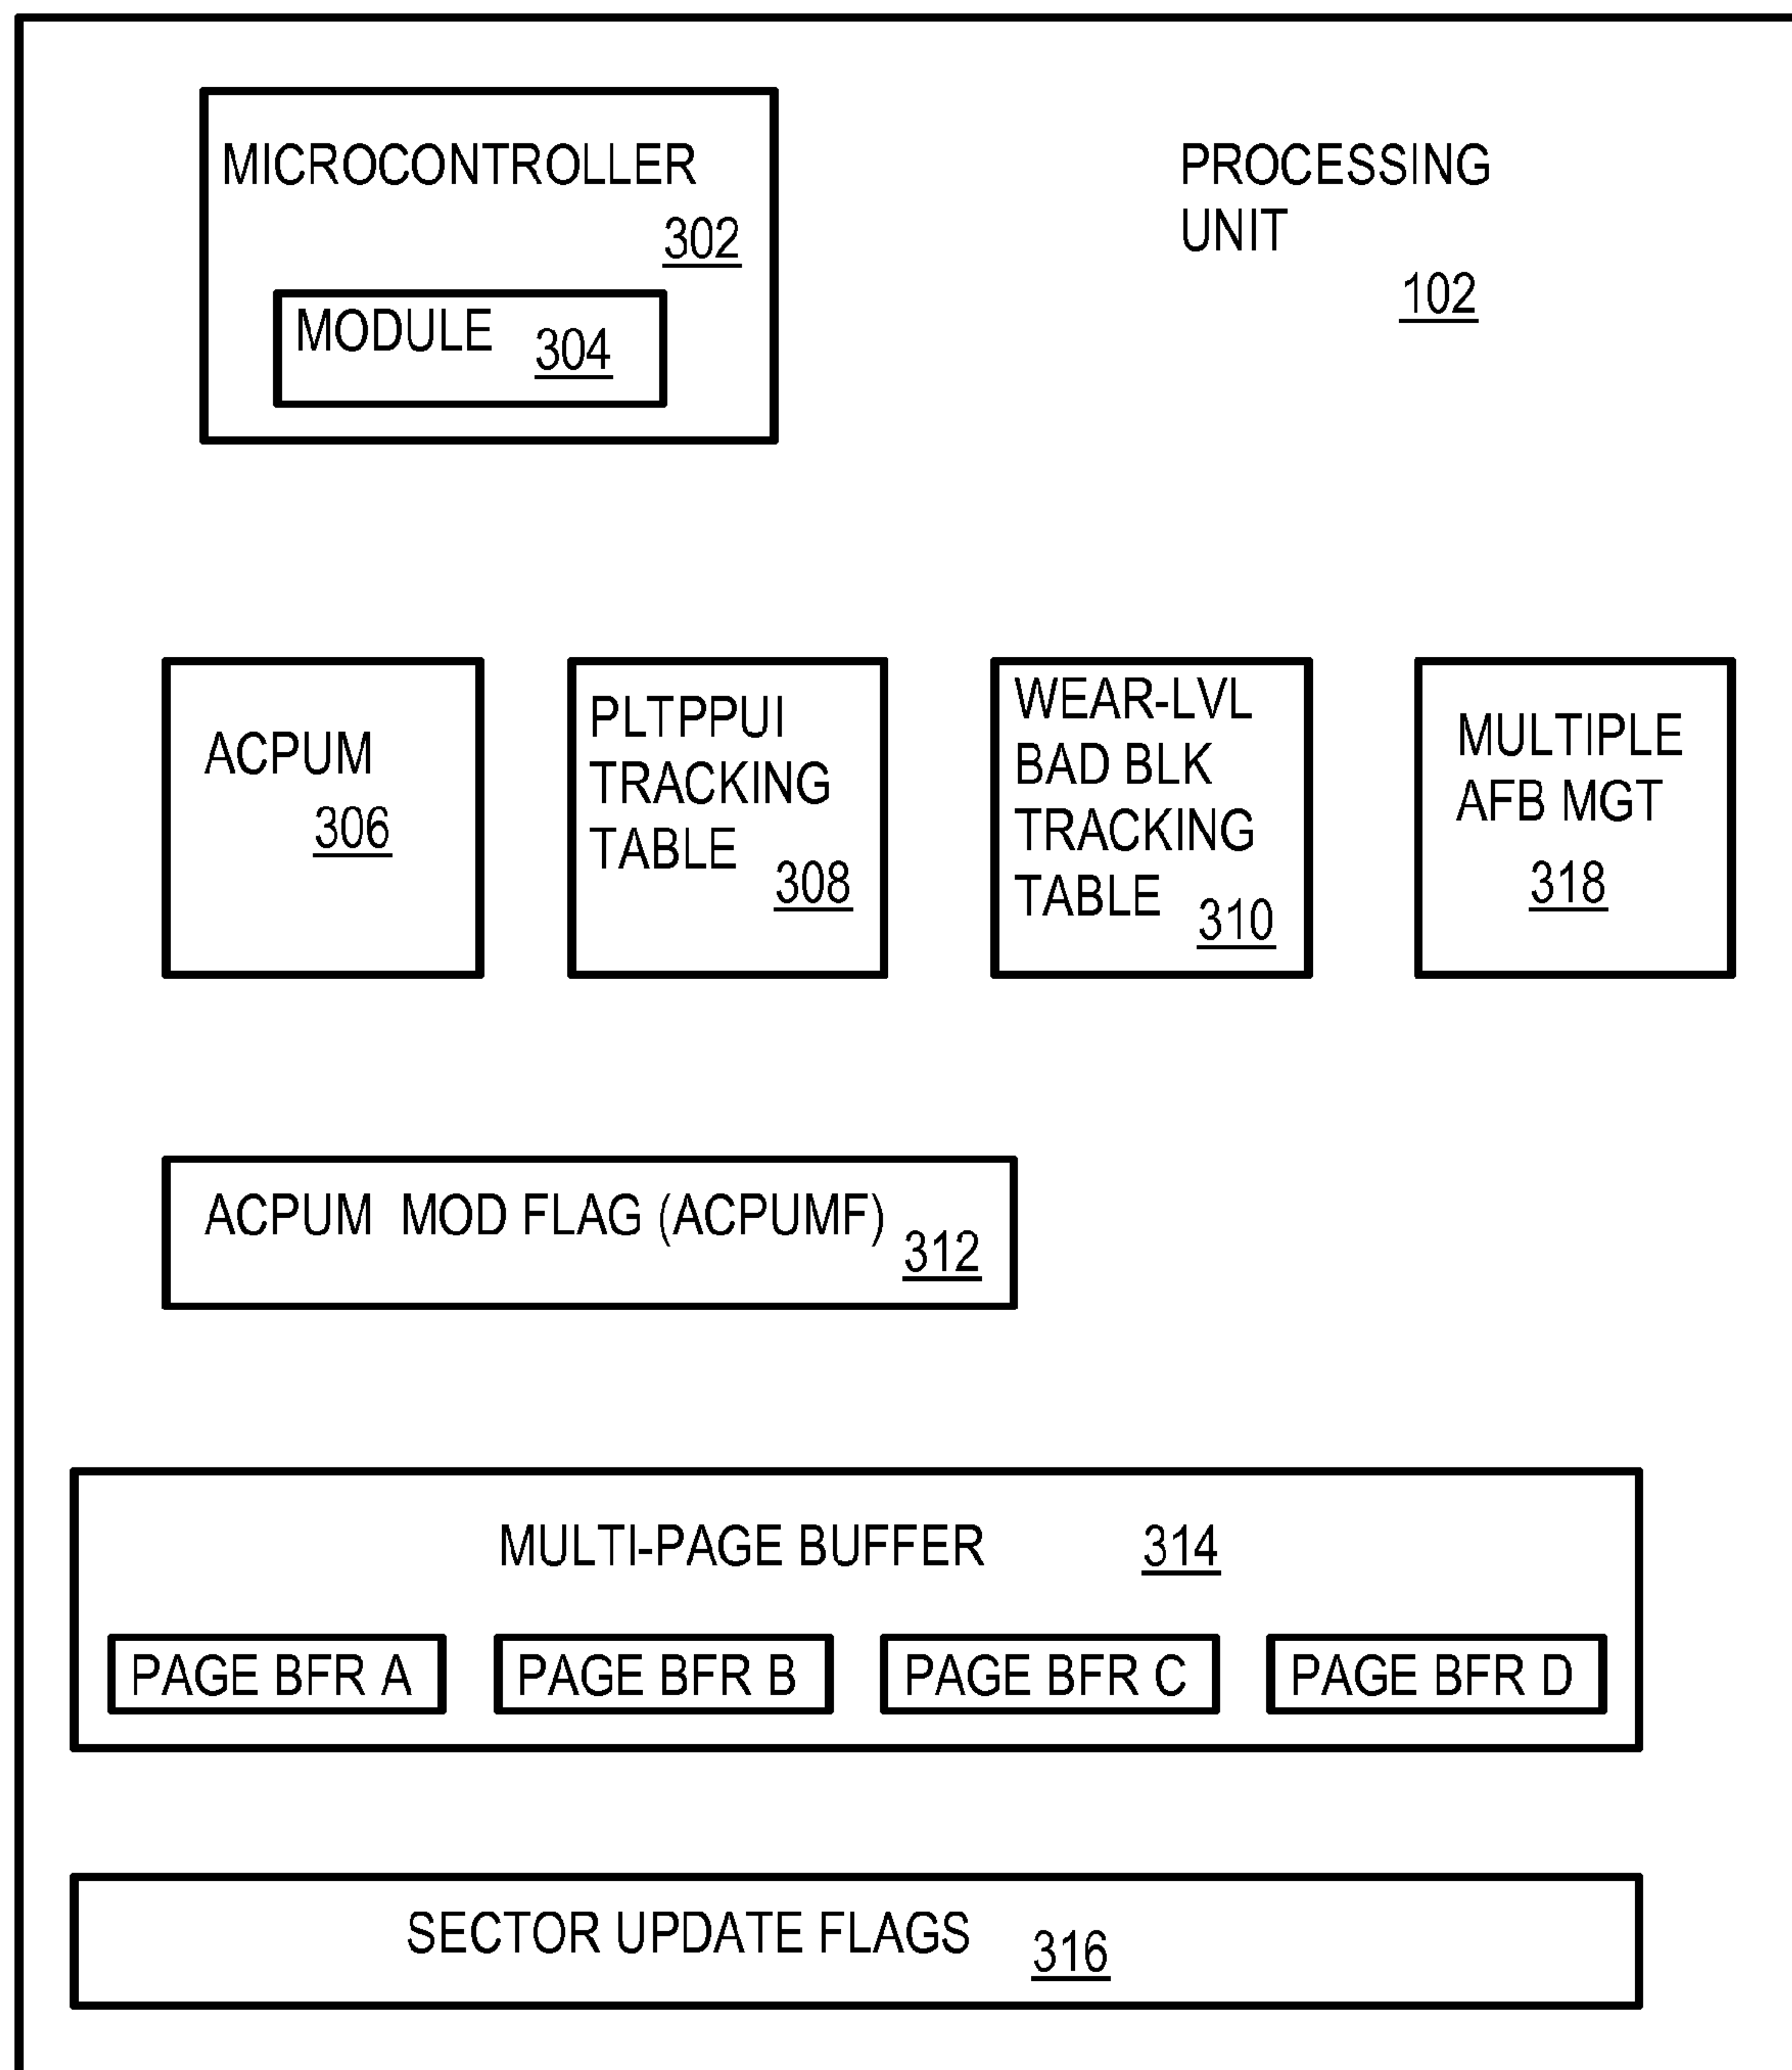 MICROCONTROLLER
302
MODULE 304
PROCESSING
UNIT
102
ACPUM
306
PLTPPUI
TRACKING
TABLE 308
WEAR-LVL
BAD BLK
TRACKING
TABLE 310
MULTIPLE
AFB MGT
318
ACPUM MOD FLAG (ACPUMF) 312
MULTI-PAGE BUFFER 314
PAGE BFR A
PAGE BFR B
PAGE BFR C
PAGE BFR D
SECTOR UPDATE FLAGS 316